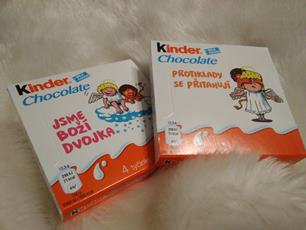 Kinder
Chocolate
JSME
BOŽÍ
DVOJKA
4 tyčinky
Kinder
Chocolate
PROTIKLADY
SE PŘITAHUJÍ